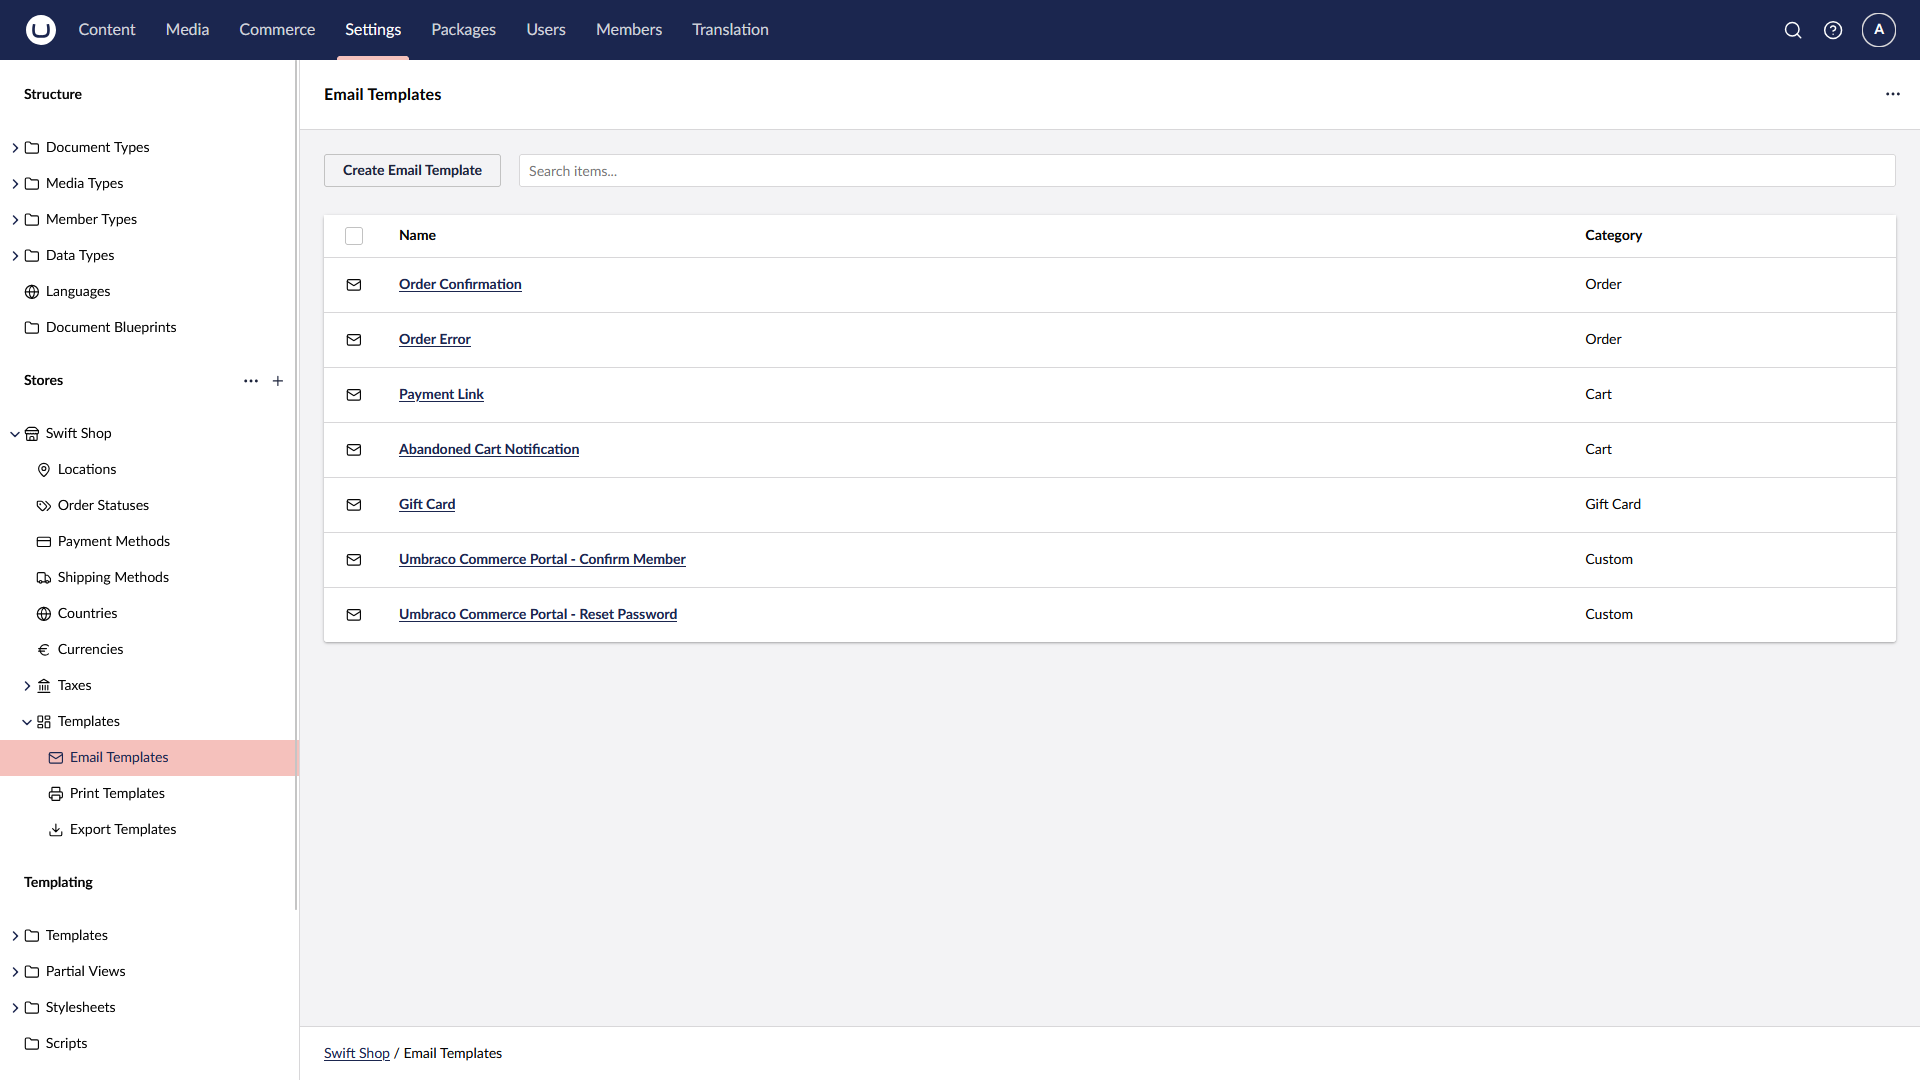 Content Media Commerce Settings Packages Users Members Translation A
Structure
Document Types
Media Types
Member Types
Data Types
Languages
Document Blueprints
Stores
Swift Shop
Locations
Order Statuses
Payment Methods
Shipping Methods
Countries
Currencies
Taxes
Templates
Email Templates
Print Templates
Export Templates
Templating
Templates
Partial Views
Stylesheets
Scripts
Email Templates
Create Email Template Search items...
Name Category
Order Confirmation Order
Order Error Order
Payment Link Cart
Abandoned Cart Notification Cart
Gift Card Gift Card
Umbraco Commerce Portal - Confirm Member Custom
Umbraco Commerce Portal - Reset Password Custom
Swift Shop / Email Templates